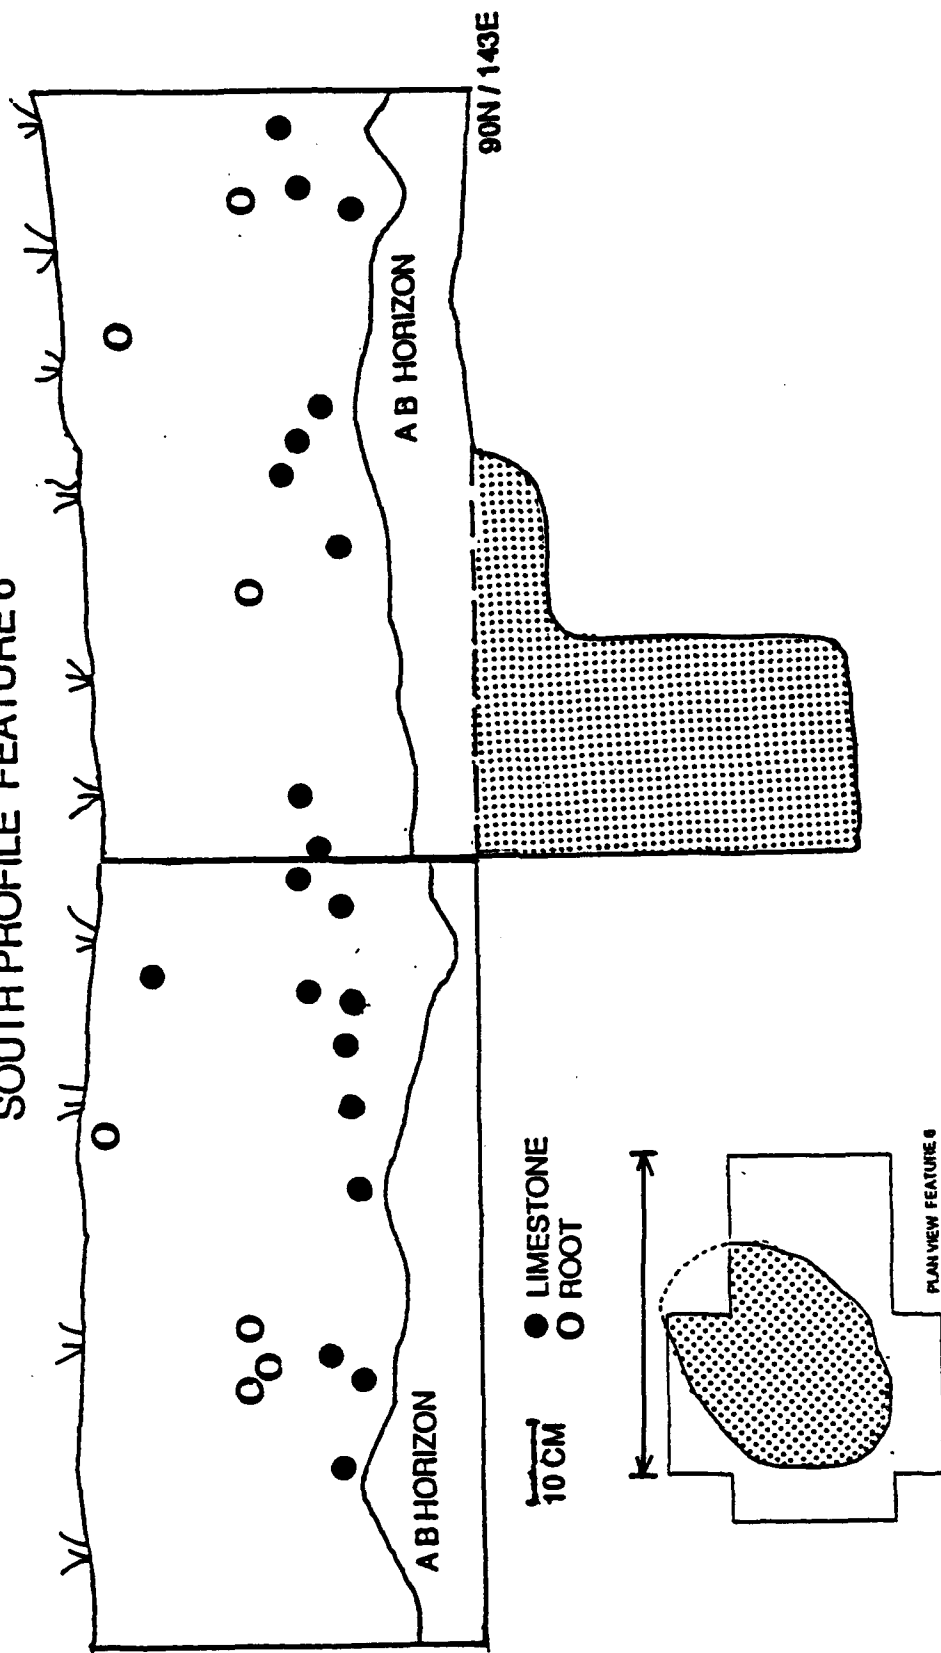 SOUTH PROFILE FEATURE 6
A B HORIZON
A B HORIZON
90N / 143E
10 CM
LIMESTONE
ROOT
PLAN VIEW FEATURE 6